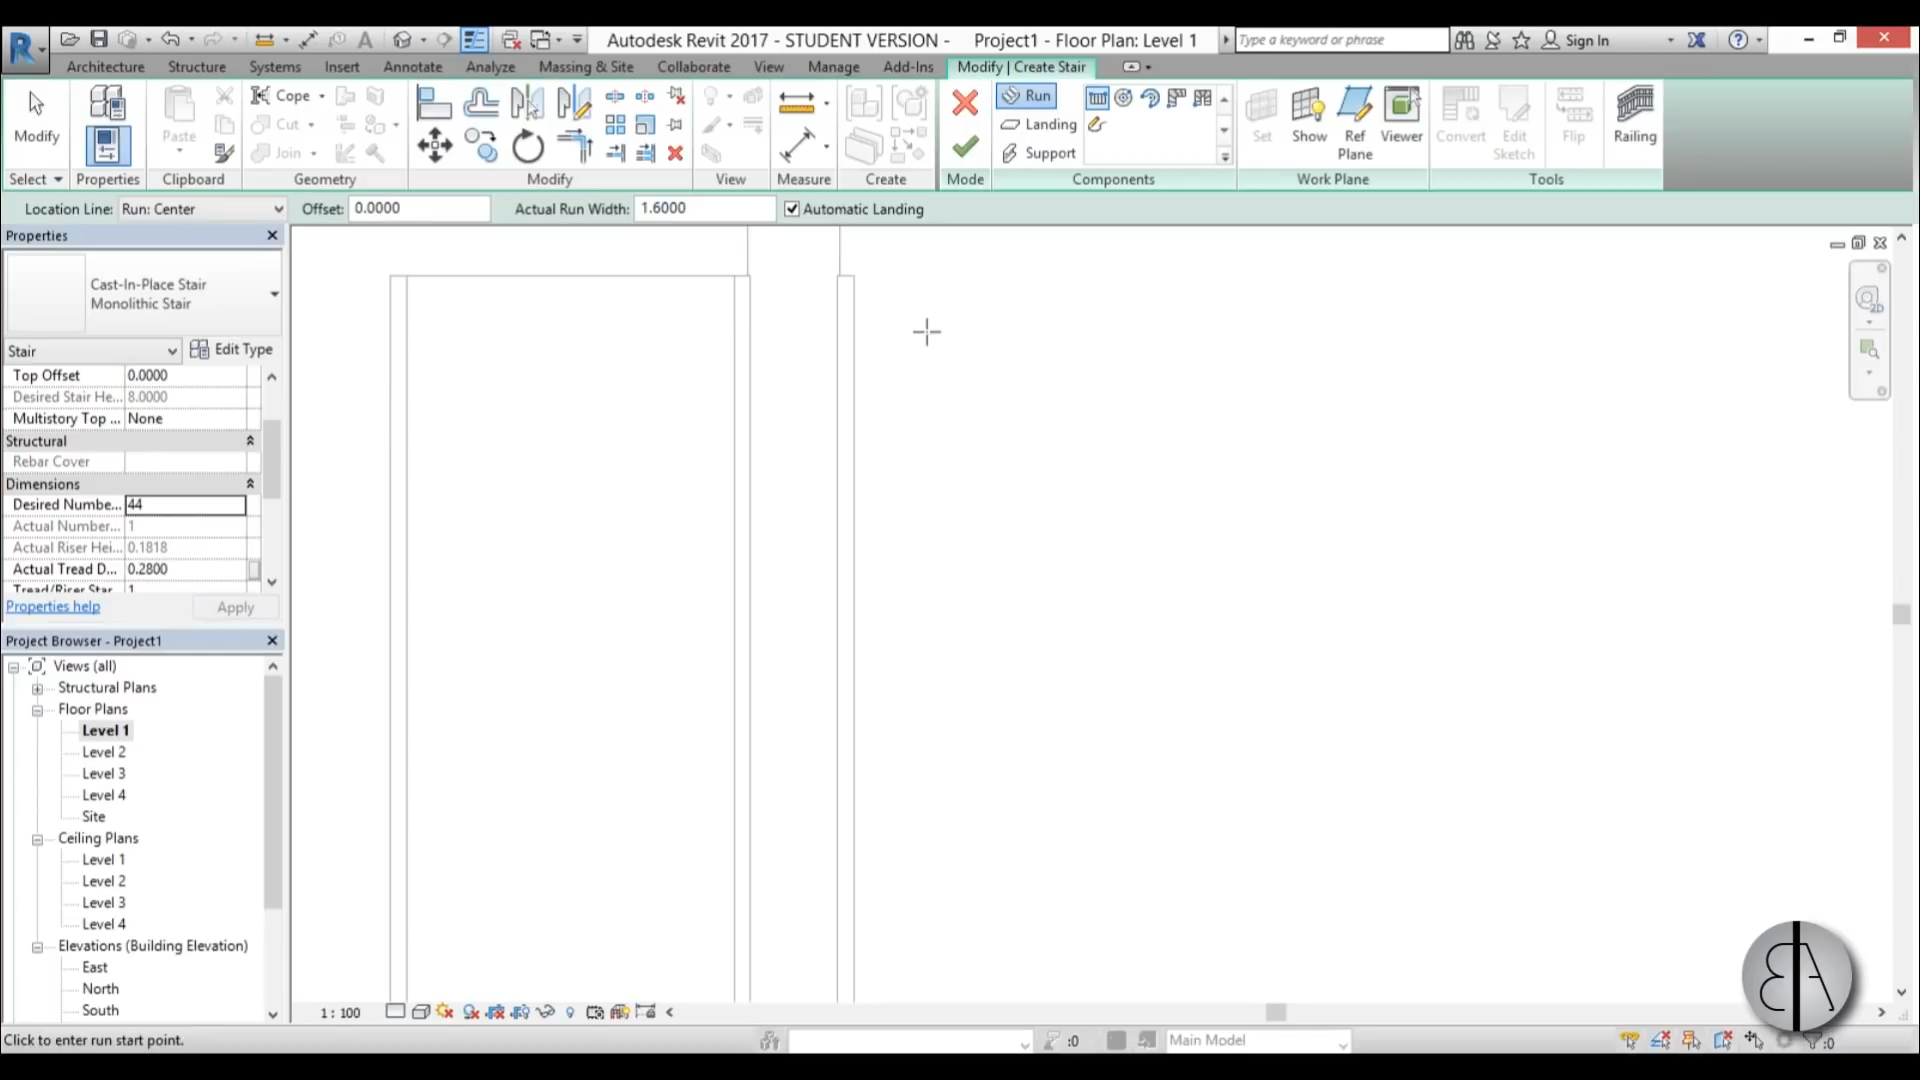 Autodesk Revit 2017 - STUDENT VERSION - Project1 - Floor Plan: Level 1
Type a keyword or phrase
Sign In
Architecture Structure Systems Insert Annotate Analyze Massing & Site Collaborate View Manage Add-Ins Modify | Create Stair
Modify
Paste
Cope
Cut
Join
Run
Landing
Support
Set
Show
Ref
Plane
Viewer
Convert
Edit
Sketch
Flip
Railing
Select Properties Clipboard Geometry Modify View Measure Create Mode Components Work Plane Tools
Location Line: Run: Center Offset: 0.0000 Actual Run Width: 1.6000 Automatic Landing
Properties
Cast-In-Place Stair
Monolithic Stair
Stair Edit Type
Top Offset 0.0000
Desired Stair He... 8.0000
Multistory Top ... None
Structural
Rebar Cover
Dimensions
Desired Numbe... 44
Actual Number... 1
Actual Riser Hei... 0.1818
Actual Tread D... 0.2800
Tread/Riser Star... 1
Properties help Apply
Project Browser - Project1
Views (all)
Structural Plans
Floor Plans
Level 1
Level 2
Level 3
Level 4
Site
Ceiling Plans
Level 1
Level 2
Level 3
Level 4
Elevations (Building Elevation)
East
North
South
2D
1 : 100
Click to enter run start point.
:0
Main Model
:0